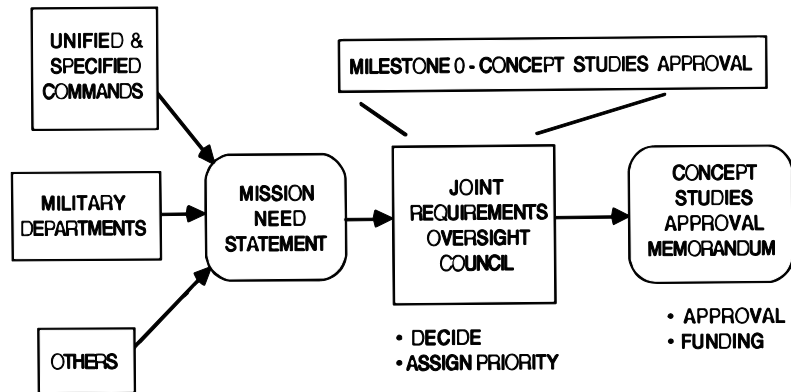 UNIFIED &
SPECIFIED
COMMANDS
MILESTONE 0 - CONCEPT STUDIES APPROVAL
MILITARY
DEPARTMENTS
MISSION
NEED
STATEMENT
JOINT
REQUIREMENTS
OVERSIGHT
COUNCIL
CONCEPT
STUDIES
APPROVAL
MEMORANDUM
OTHERS
• DECIDE
• ASSIGN PRIORITY
• APPROVAL
• FUNDING